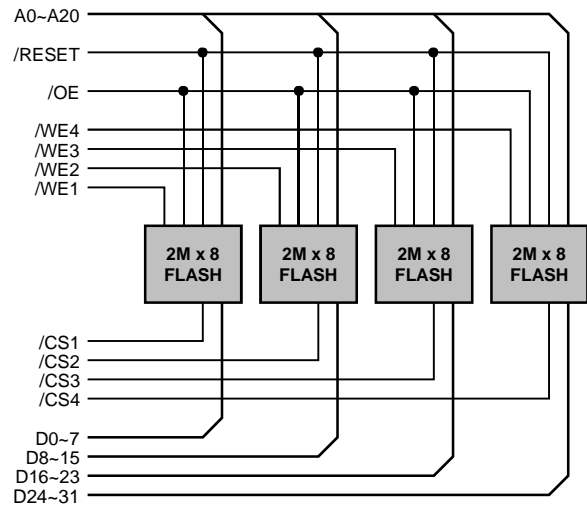 A0~A20
/RESET
/OE
/WE4
/WE3
/WE2
/WE1
2M x 8
FLASH
2M x 8
FLASH
2M x 8
FLASH
2M x 8
FLASH
/CS1
/CS2
/CS3
/CS4
D0~7
D8~15
D16~23
D24~31